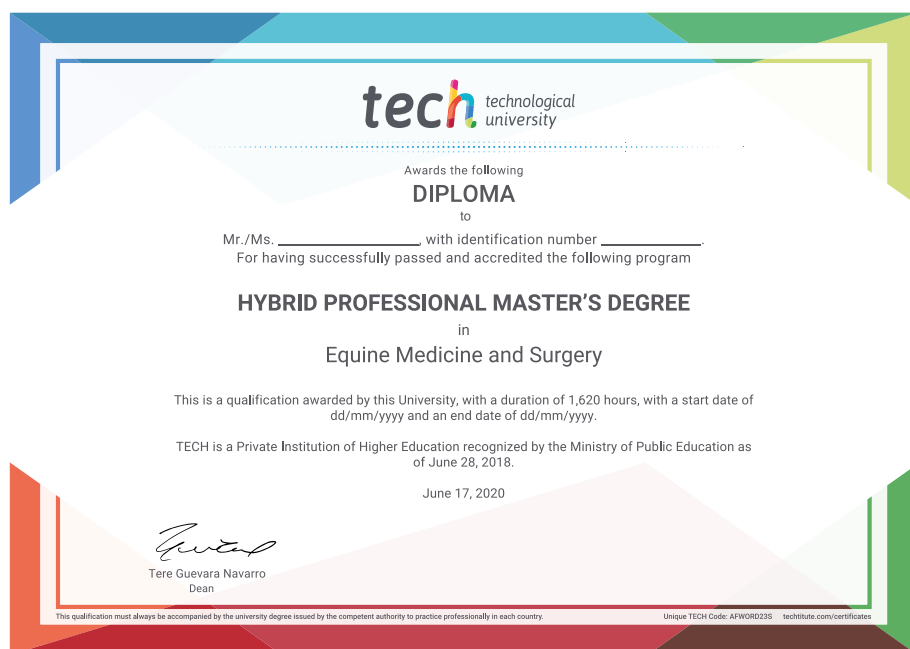 tech technological
university
Awards the following
DIPLOMA
to
Mr./Ms. ____________________, with identification number ______________.
For having successfully passed and accredited the following program
HYBRID PROFESSIONAL MASTER’S DEGREE
in
Equine Medicine and Surgery
This is a qualification awarded by this University, with a duration of 1,620 hours, with a start date of
dd/mm/yyyy and an end date of dd/mm/yyyy.
TECH is a Private Institution of Higher Education recognized by the Ministry of Public Education as
of June 28, 2018.
June 17, 2020
Tere Guevara Navarro
Dean
This qualification must always be accompanied by the university degree issued by the competent authority to practice professionally in each country.
Unique TECH Code: AFWORD23S techtitute.com/certificates